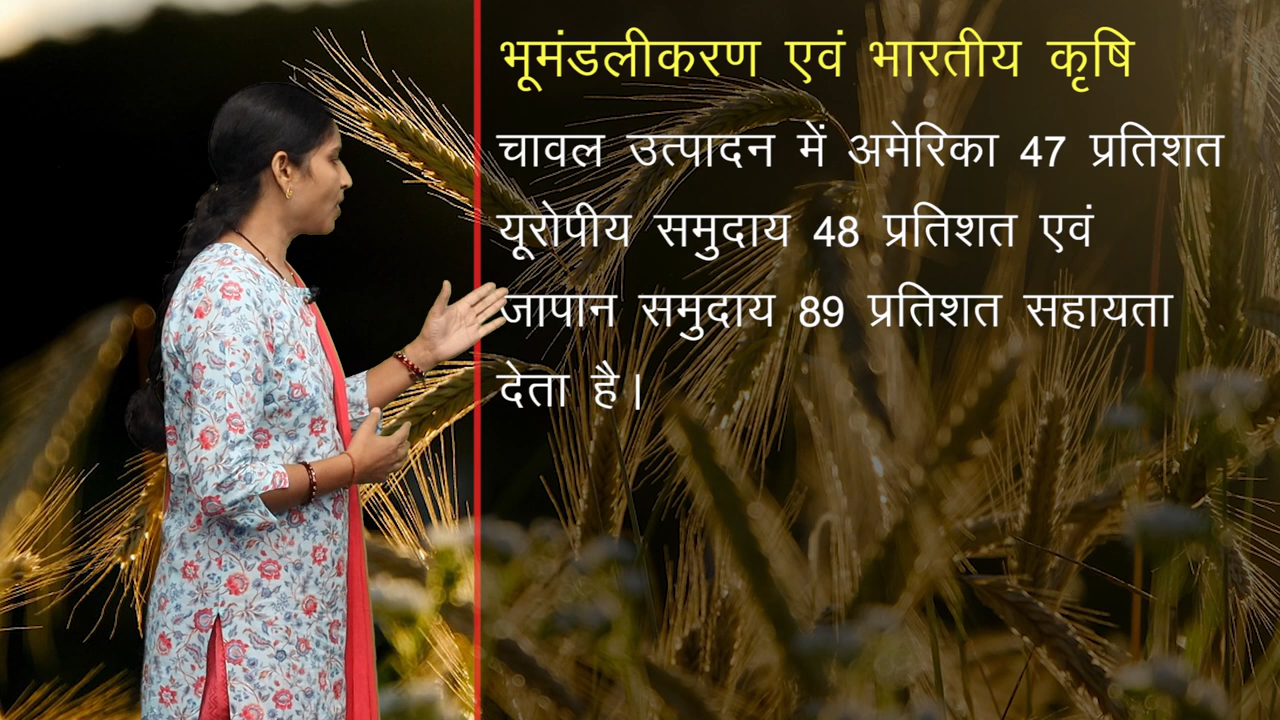 भूमंडलीकरण एवं भारतीय कृषि
चावल उत्पादन में अमेरिका 47 प्रतिशत
यूरोपीय समुदाय 48 प्रतिशत एवं
जापान समुदाय 89 प्रतिशत सहायता
देता है।